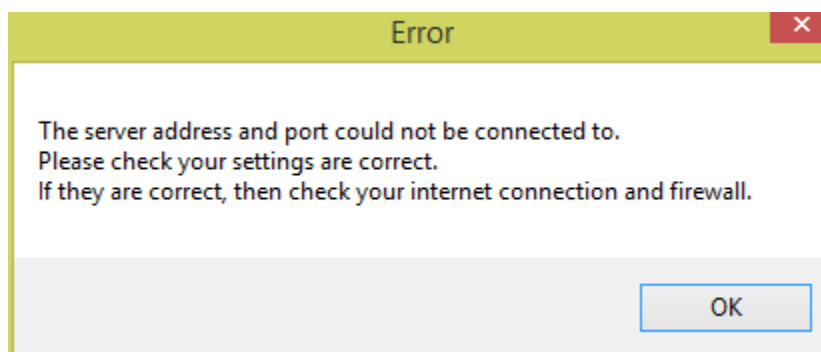 Error
The server address and port could not be connected to.
Please check your settings are correct.
If they are correct, then check your internet connection and firewall.
OK